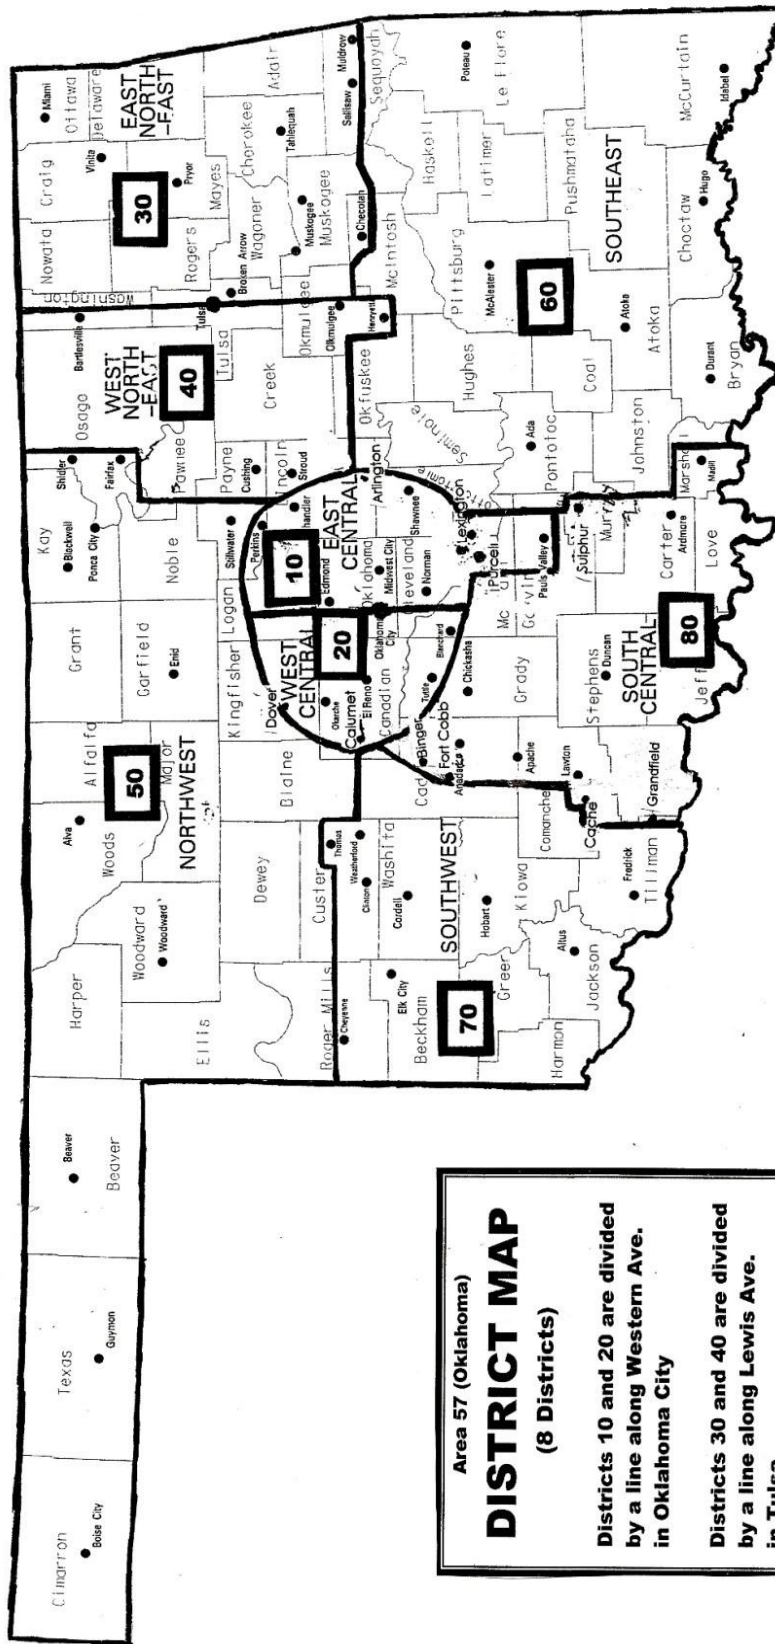 Cimarron
Boise City
Texas
Guymon
Beaver
Beaver
Harper
Woodward
Woodward
Ellis
Woods
Alva
Alfalfa
50
Major
NORTHWEST
Grant
Garfield
Enid
Kay
Blackwell
Ponca City
Noble
Kingfisher
Logan
Blaine
Dewey
Custer
Thomas
Roger Mills
Cheyenne
Shidler
Fairfax
Osago
Bartlesville
WEST
NORTH
-EAST
40
Pawnee
Payne
Cushing
Stillwater
Perkins
Tulsa
Tulsa
Creek
Lincoln
Stroud
Okmulgee
Olkmulgee
Henryetta
Okfuskee
Washington
Nowata
Craig
Vinita
Ottawa
Miami
Delaware
30
Rogers
Mayes
Pryor
EAST
NORTH
-EAST
Broken Arrow
Wagoner
Cherokee
Tahlequah
Adair
Muskogee
Muskogee
Checotah
McIntosh
Sallisaw
Muldrow
Sequoyah
Dover
WEST
CENTRAL
20
Okarche
Calumet
El Reno
Canadian
Oklahoma
City
Tuttle
Blanchard
10
EAST
CENTRAL
Edmond
Oklahoma
Midwest City
Cleveland
Norman
Arlington
Shawnee
Lexington
Purcell
Pauls Valley
Seminole
Hughes
Pontotoc
Ada
Haskell
Pittsburg
McAlester
Latimer
Le Flore
Poteau
60
SOUTHEAST
Pushmataha
McCurtain
Idabel
Choctaw
Hugo
Coal
Atoka
Atoka
Johnston
Bryan
Durant
Marshall
Madill
Murray
Sulphur
Carter
Ardmore
Love
Binger
Fort Cobb
Chickasha
Grady
Apache
Lawton
Comanche
Cache
Stephens
Duncan
SOUTH
CENTRAL
80
Grandfield
Weatherford
Clinton
Washita
Cordell
SOUTHWEST
Hobart
Kiowa
Elk City
Beckham
70
Greer
Harmon
Jackson
Altus
Tillman
Fredrick
Area 57 (Oklahoma)
DISTRICT MAP
(8 Districts)
Districts 10 and 20 are divided
by a line along Western Ave.
in Oklahoma City
Districts 30 and 40 are divided
by a line along Lewis Ave.
in Tulsa